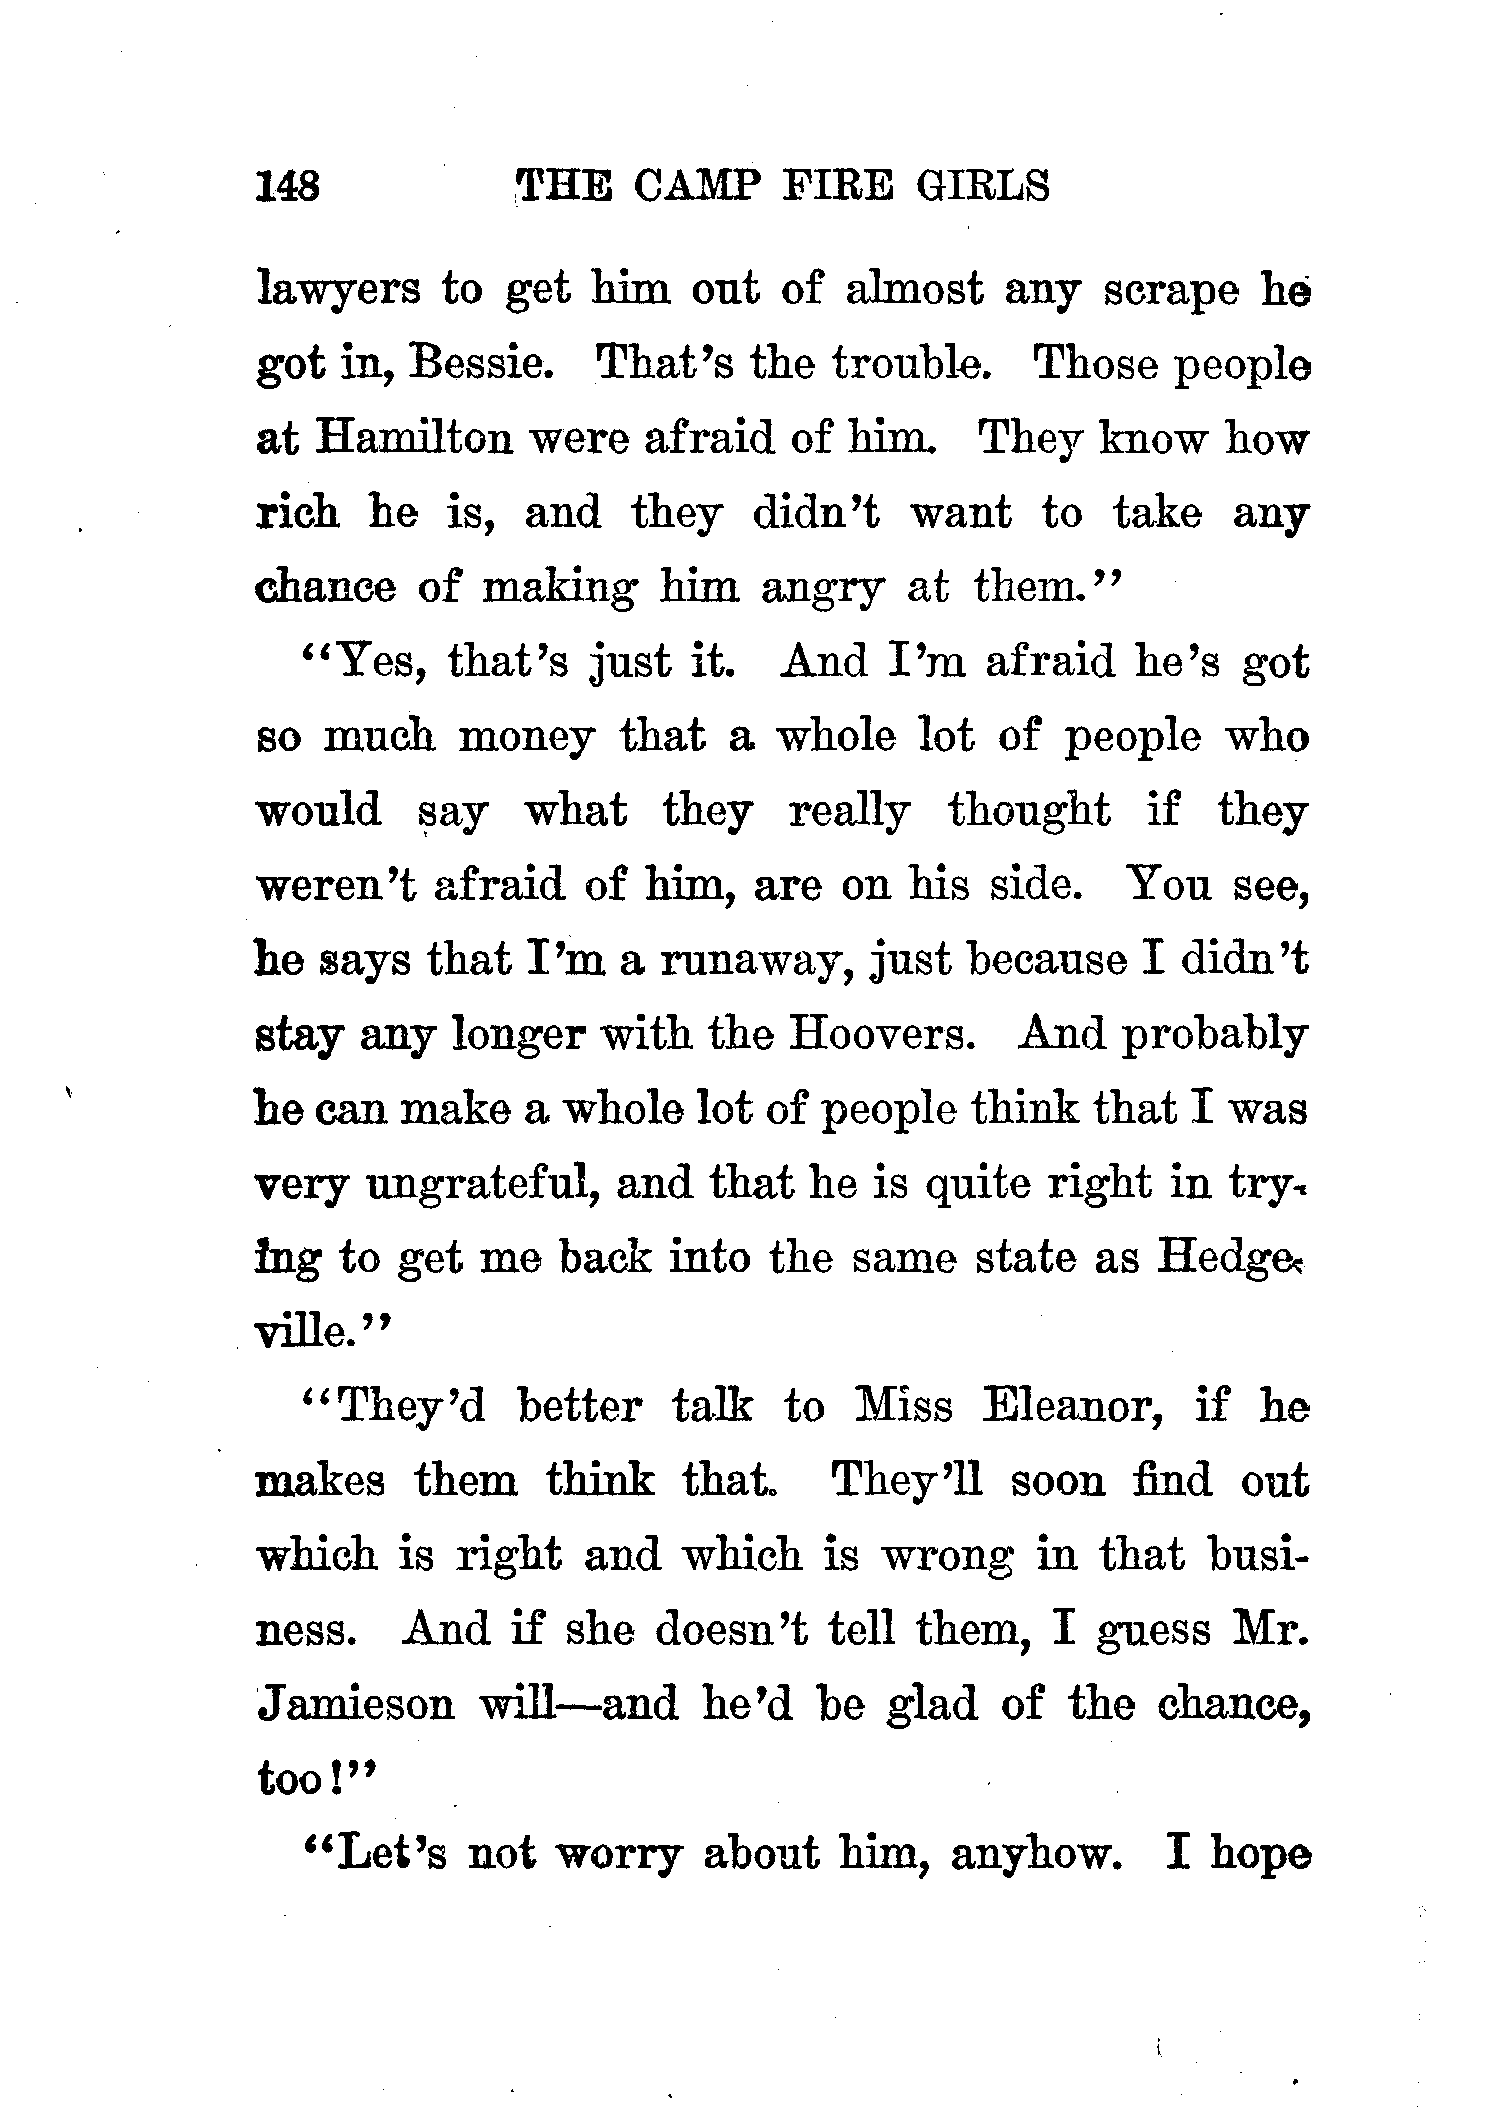 148 THE CAMP FIRE GIRLS
lawyers to get him out of almost any scrape he
got in, Bessie. That's the trouble. Those people
at Hamilton were afraid of him. They know how
rich he is, and they didn't want to take any
chance of making him angry at them."
"Yes, that's just it. And I'm afraid he's got
so much money that a whole lot of people who
would say what they really thought if they
weren't afraid of him, are on his side. You see,
he says that I'm a runaway, just because I didn't
stay any longer with the Hoovers. And probably
he can make a whole lot of people think that I was
very ungrateful, and that he is quite right in try-
ing to get me back into the same state as Hedge-
ville."
"They'd better talk to Miss Eleanor, if he
makes them think that. They'll soon find out
which is right and which is wrong in that busi-
ness. And if she doesn't tell them, I guess Mr.
Jamieson will—and he'd be glad of the chance,
too!"
"Let's not worry about him, anyhow. I hope